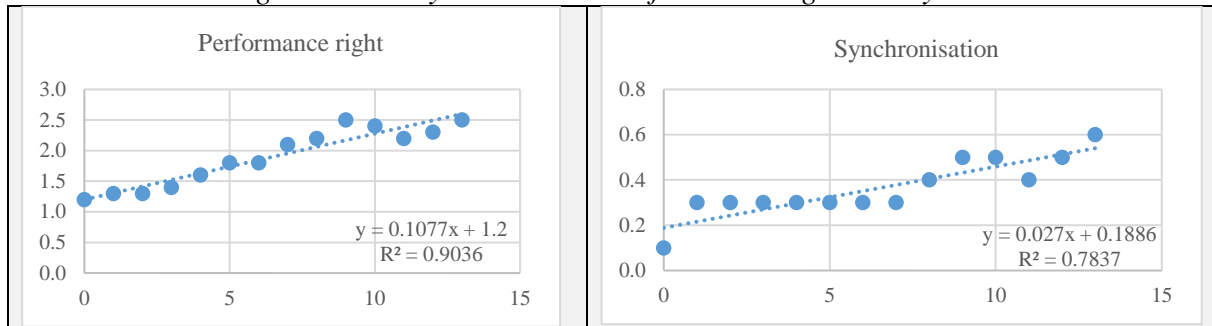 Performance right
3.0
2.5
2.0
1.5
1.0
0.5
0.0
y = 0.1077x + 1.2
R² = 0.9036
0 5 10 15
Synchronisation
0.8
0.6
0.4
0.2
0.0
y = 0.027x + 0.1886
R² = 0.7837
0 5 10 15